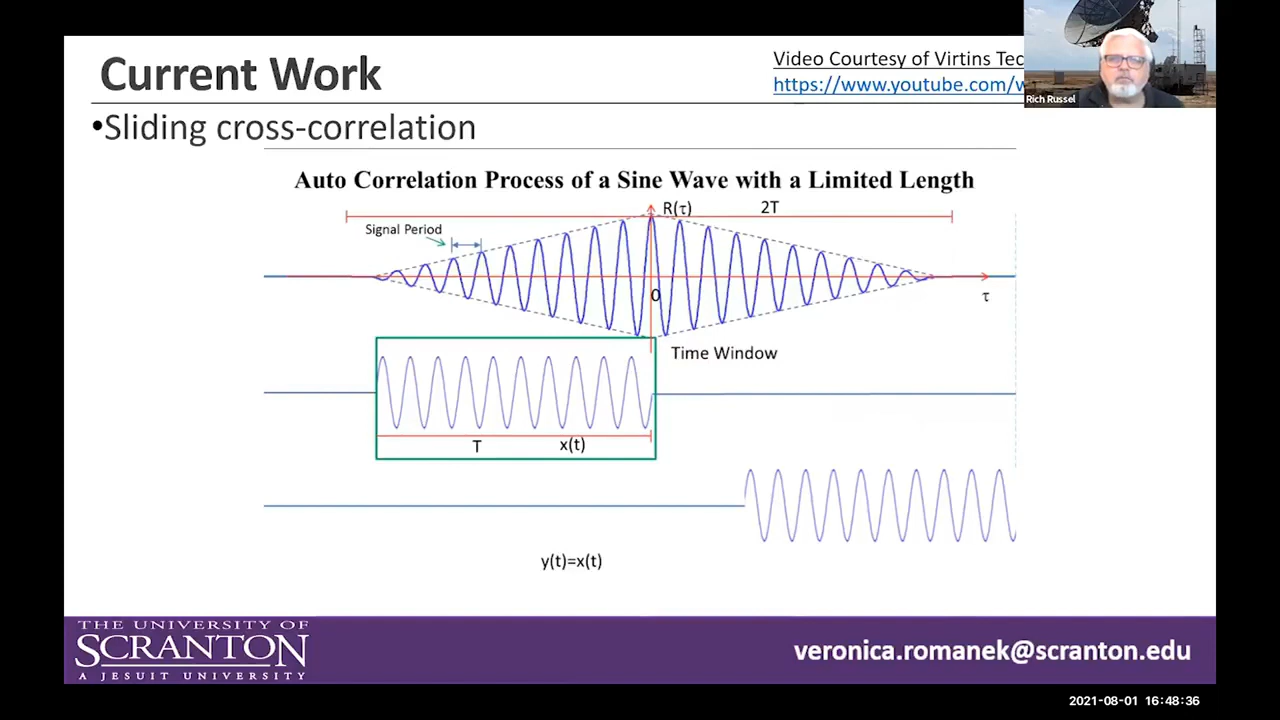 Current Work
Video Courtesy of Virtins
https://www.youtube.com/
Rich Russel
•Sliding cross-correlation
Auto Correlation Process of a Sine Wave with a Limited Length
R(τ)
2T
Signal Period
0
τ
Time Window
T
x(t)
y(t)=x(t)
THE UNIVERSITY OF
SCRANTON
A JESUIT UNIVERSITY
veronica.romanek@scranton.edu
2021-08-01 16:48:36